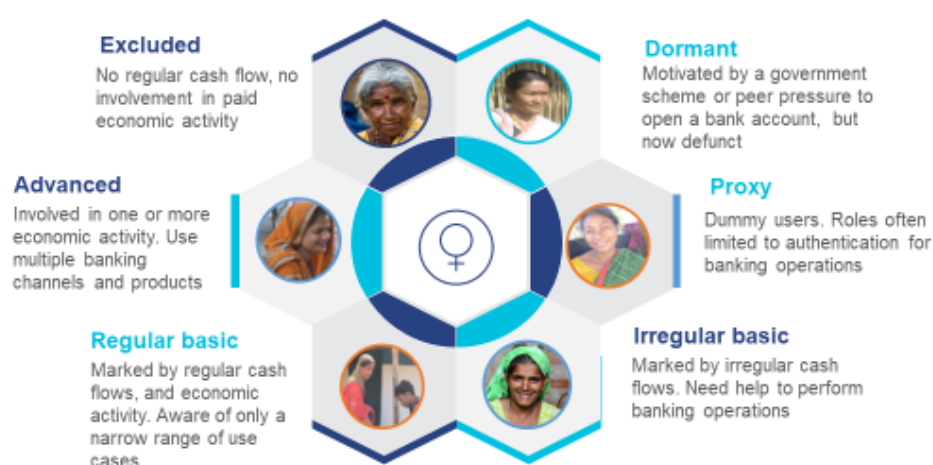 Excluded
No regular cash flow, no
involvement in paid
economic activity
Dormant
Motivated by a government
scheme or peer pressure to
open a bank account, but
now defunct
Advanced
Involved in one or more
economic activity. Use
multiple banking
channels and products
Proxy
Dummy users. Roles often
limited to authentication for
banking operations
Regular basic
Marked by regular cash
flows, and economic
activity. Aware of only a
narrow range of use
cases
Irregular basic
Marked by irregular cash
flows. Need help to perform
banking operations